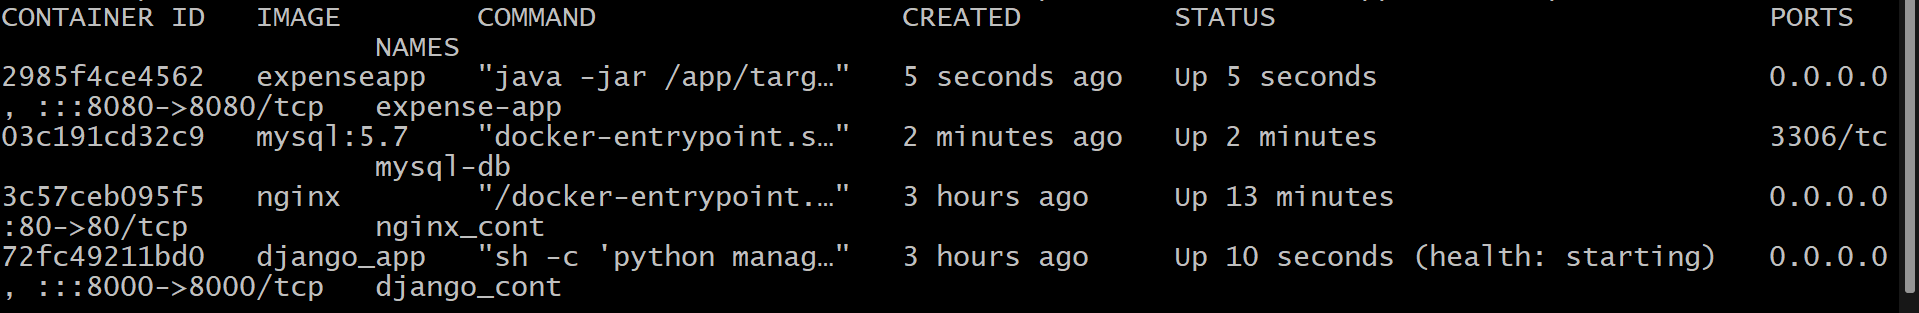 CONTAINER ID   IMAGE        COMMAND                  CREATED         STATUS                             PORTS
                      NAMES
2985f4ce4562   expenseapp   "java -jar /app/targ…"   5 seconds ago   Up 5 seconds                       0.0.0.0
, :::8080->8080/tcp   expense-app
03c191cd32c9   mysql:5.7    "docker-entrypoint.s…"   2 minutes ago   Up 2 minutes                       3306/tc
                      mysql-db
3c57ceb095f5   nginx        "/docker-entrypoint.…"   3 hours ago     Up 13 minutes                      0.0.0.0
:80->80/tcp           nginx_cont
72fc49211bd0   django_app   "sh -c 'python manag…"   3 hours ago     Up 10 seconds (health: starting)   0.0.0.0
, :::8000->8000/tcp   django_cont